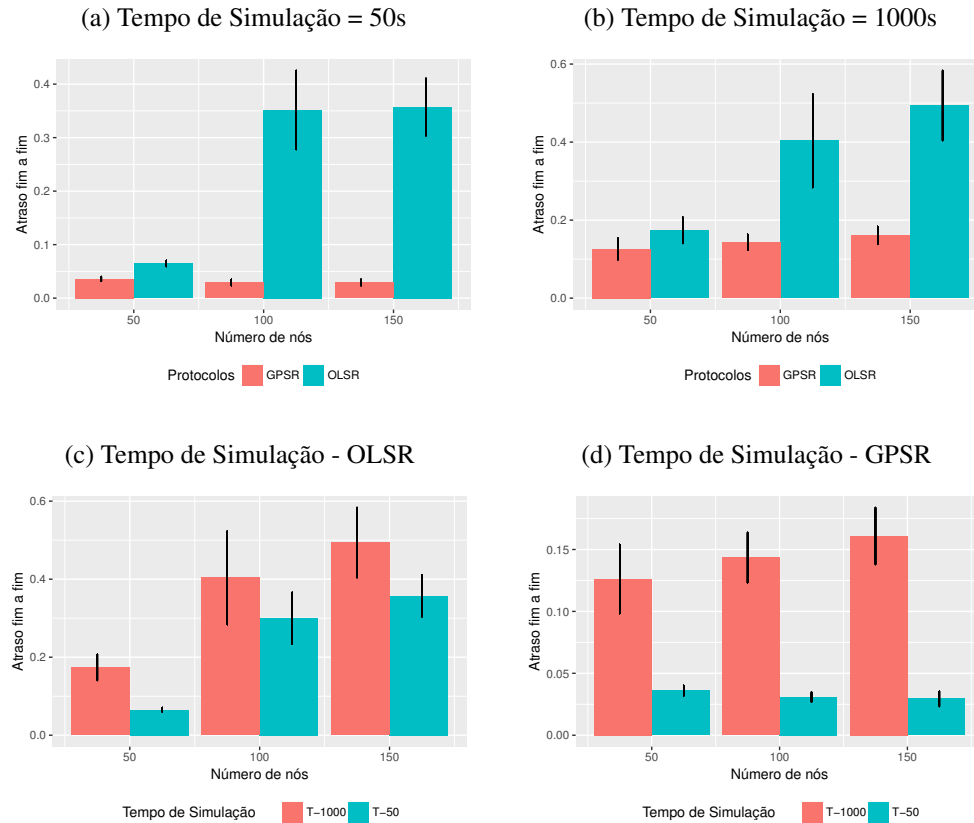 (a) Tempo de Simulação = 50s
Atraso fim a fim
0.4
0.3
0.2
0.1
0.0
50
100
150
Número de nós
Protocolos GPSR OLSR
(b) Tempo de Simulação = 1000s
Atraso fim a fim
0.6
0.4
0.2
0.0
50
100
150
Número de nós
Protocolos GPSR OLSR
(c) Tempo de Simulação - OLSR
Atraso fim a fim
0.6
0.4
0.2
0.0
50
100
150
Número de nós
Tempo de Simulação T−1000 T−50
(d) Tempo de Simulação - GPSR
Atraso fim a fim
0.15
0.10
0.05
0.00
50
100
150
Número de nós
Tempo de Simulação T−1000 T−50